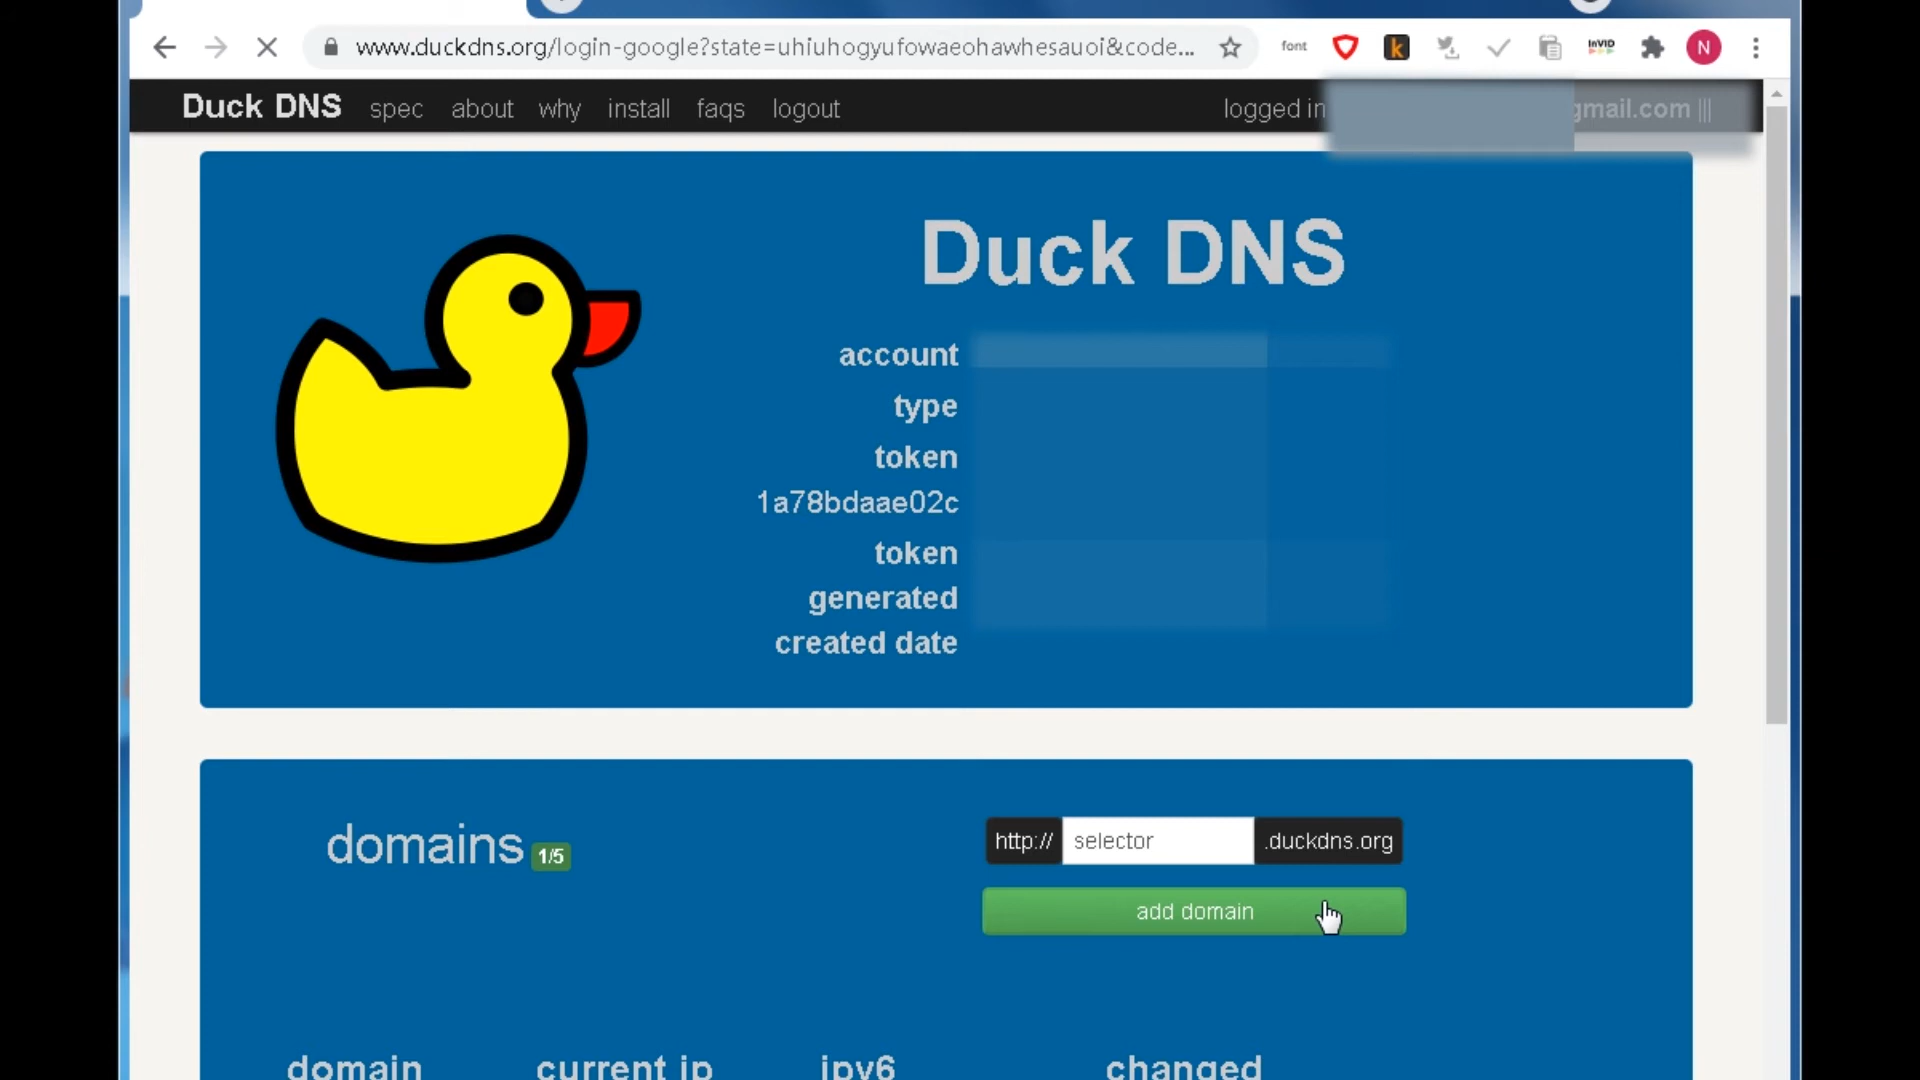 www.duckdns.org/login-google?state=uhiuhogyufowaeohawhesauoi&code...
font
k
InVID
N
Duck DNS spec about why install faqs logout logged in gmail.com |||
Duck DNS
account
type
token
1a78bdaae02c
token
generated
created date
domains 1/5
http:// selector .duckdns.org
add domain
domain current ip ipv6 changed